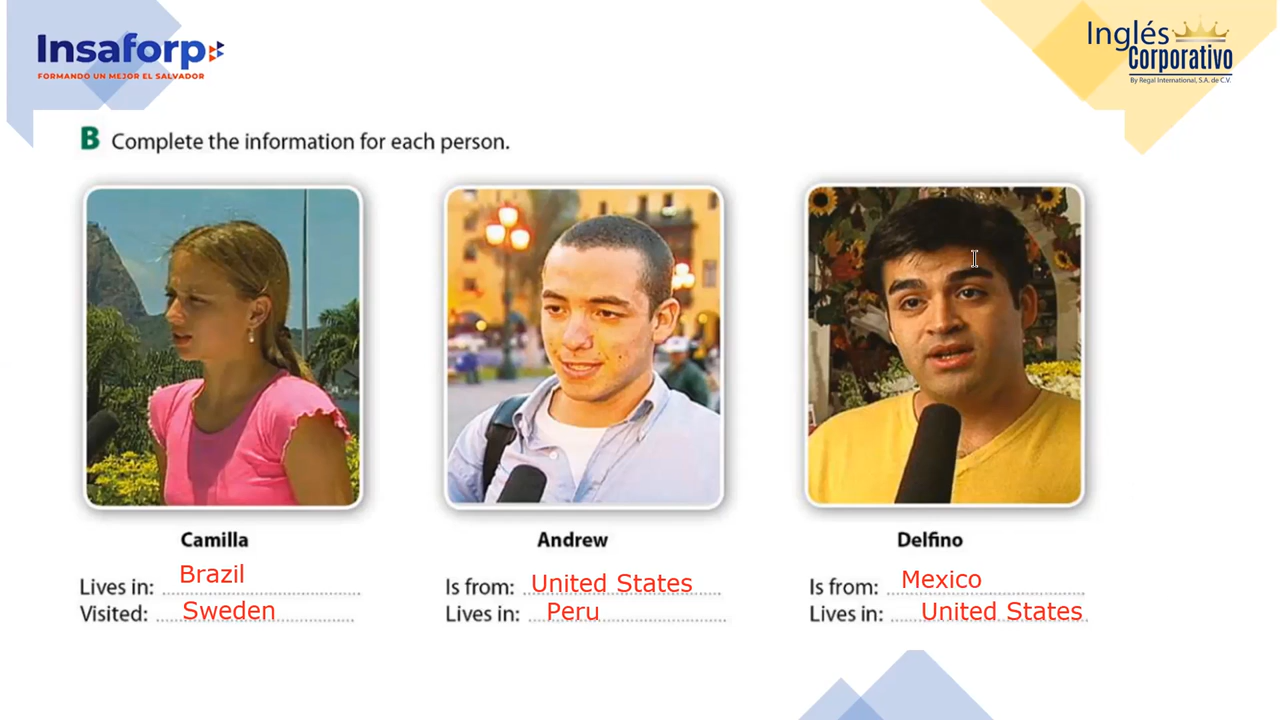 Insaforp
FORMANDO UN MEJOR EL SALVADOR
Inglés
Corporativo
By Regal International, S.A. de C.V.
B Complete the information for each person.
Camilla
Lives in: Brazil
Visited: Sweden
Andrew
Is from: United States
Lives in: Peru
Delfino
Is from: Mexico
Lives in: United States